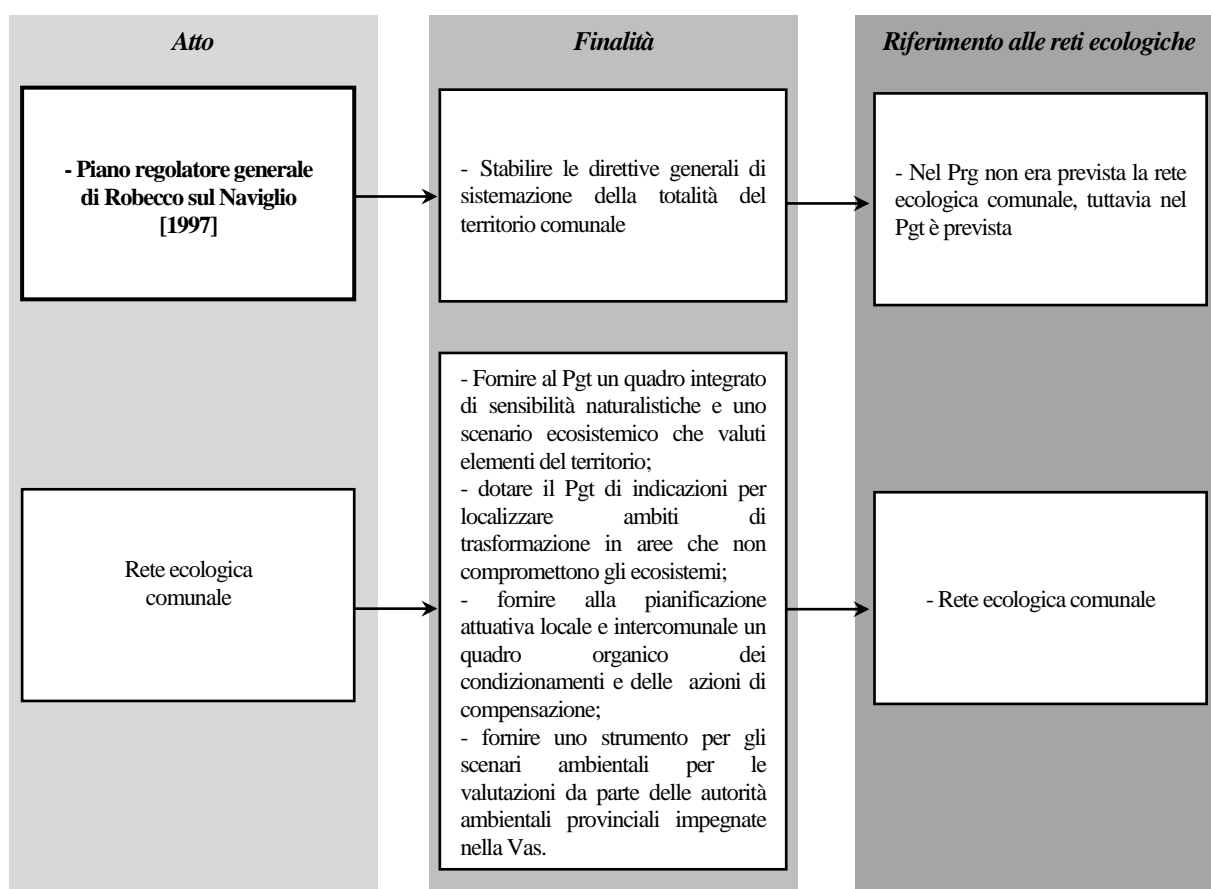 Atto
Finalità
Riferimento alle reti ecologiche
- Piano regolatore generale
di Robecco sul Naviglio
[1997]
- Stabilire le direttive generali di
sistemazione della totalità del
territorio comunale
- Nel Prg non era prevista la rete
ecologica comunale, tuttavia nel
Pgt è prevista
Rete ecologica
comunale
- Fornire al Pgt un quadro integrato
di sensibilità naturalistiche e uno
scenario ecosistemico che valuti
elementi del territorio;
- dotare il Pgt di indicazioni per
localizzare ambiti di
trasformazione in aree che non
compromettono gli ecosistemi;
- fornire alla pianificazione
attuativa locale e intercomunale un
quadro organico dei
condizionamenti e delle azioni di
compensazione;
- fornire uno strumento per gli
scenari ambientali per le
valutazioni da parte delle autorità
ambientali provinciali impegnate
nella Vas.
- Rete ecologica comunale